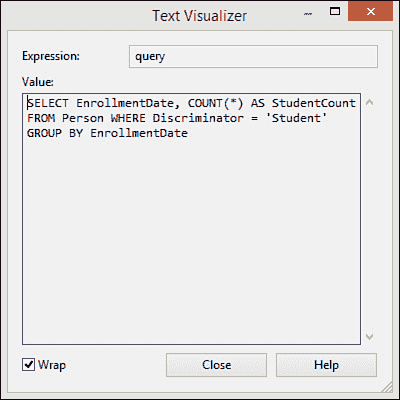 Text Visualizer
Expression: query
Value:
SELECT EnrollmentDate, COUNT(*) AS StudentCount
FROM Person WHERE Discriminator = 'Student'
GROUP BY EnrollmentDate
Wrap Close Help